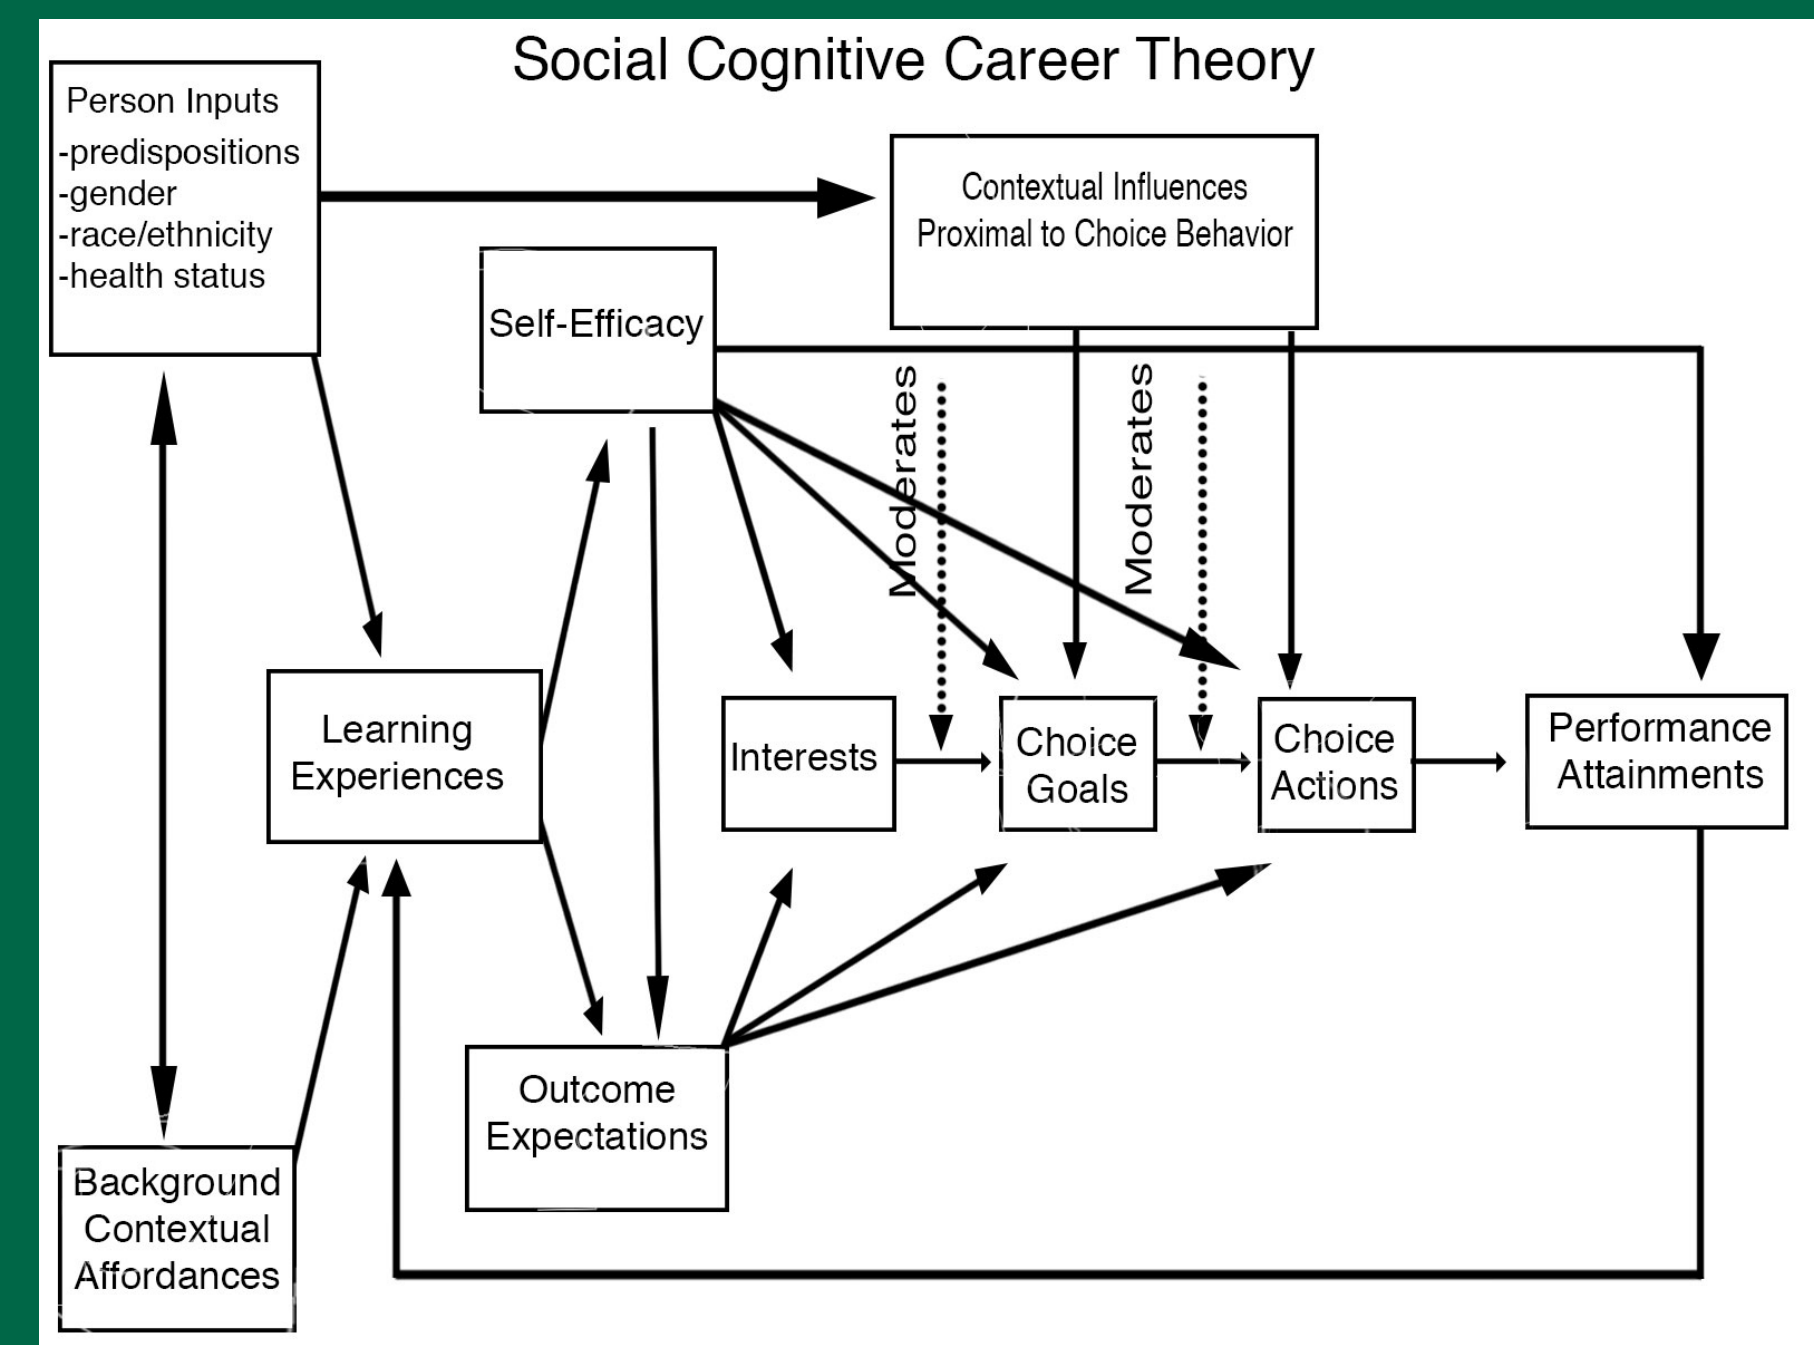 Social Cognitive Career Theory
Person Inputs
-predispositions
-gender
-race/ethnicity
-health status
Contextual Influences
Proximal to Choice Behavior
Self-Efficacy
Moderates
Moderates
Learning
Experiences
Interests
Choice
Goals
Choice
Actions
Performance
Attainments
Outcome
Expectations
Background
Contextual
Affordances